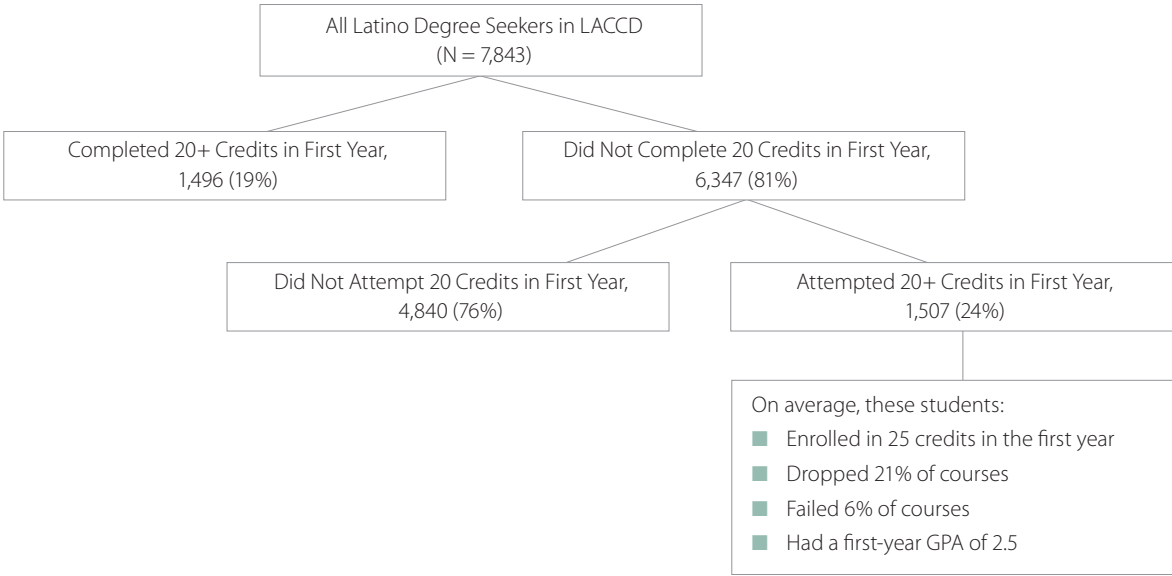 All Latino Degree Seekers in LACCD
(N = 7,843)
Completed 20+ Credits in First Year,
1,496 (19%)
Did Not Complete 20 Credits in First Year,
6,347 (81%)
Did Not Attempt 20 Credits in First Year,
4,840 (76%)
Attempted 20+ Credits in First Year,
1,507 (24%)
On average, these students:
Enrolled in 25 credits in the first year
Dropped 21% of courses
Failed 6% of courses
Had a first-year GPA of 2.5